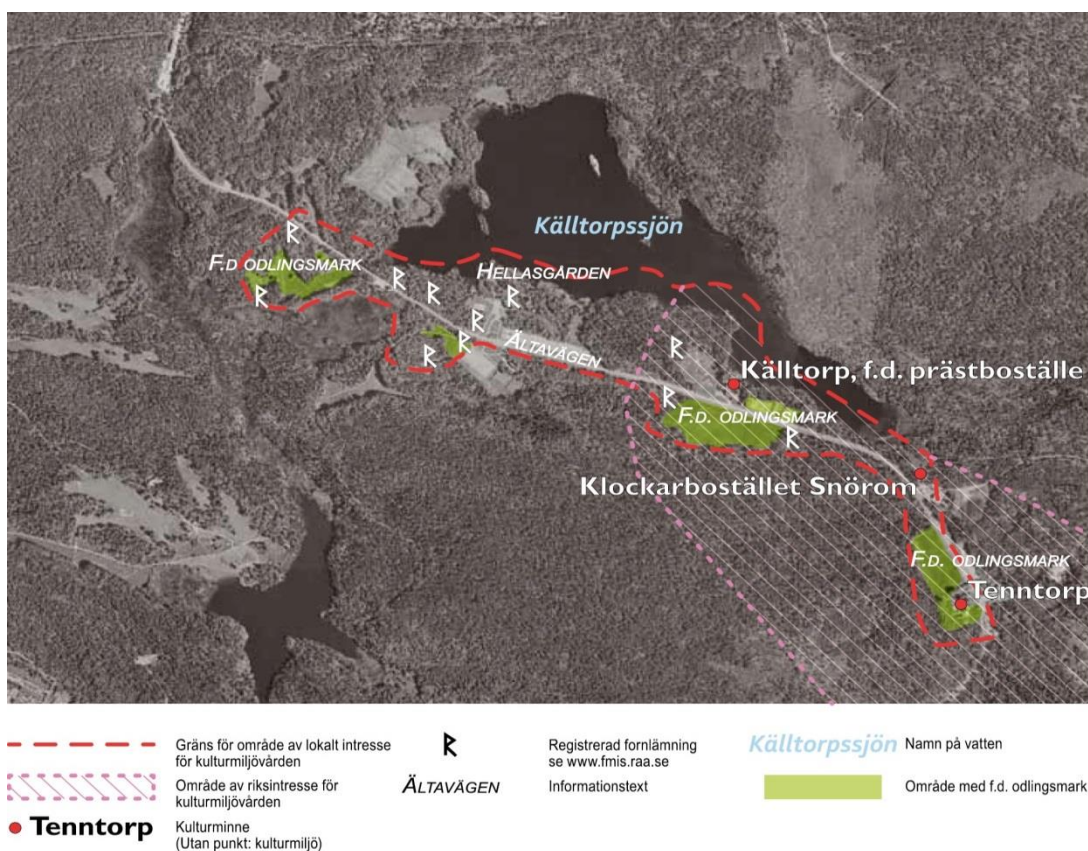 Källtorpssjön
F.D ODLINGSMARK
HELLASGÅRDEN
ÄLTAVÄGEN
Källtorp, f.d. prästboställe
F.D. ODLINGSMARK
Klockarbostället Snörom
F.D. ODLINGSMARK
Tenntorp
Gräns för område av lokalt intresse
för kulturmiljövården
Område av riksintresse för
kulturmiljövården
Tenntorp
Kulturminne
(Utan punkt: kulturmiljö)
Registrerad fornlämning
se www.fmis.raa.se
ÄLTAVÄGEN
Informationstext
Källtorpssjön
Namn på vatten
Område med f.d. odlingsmark